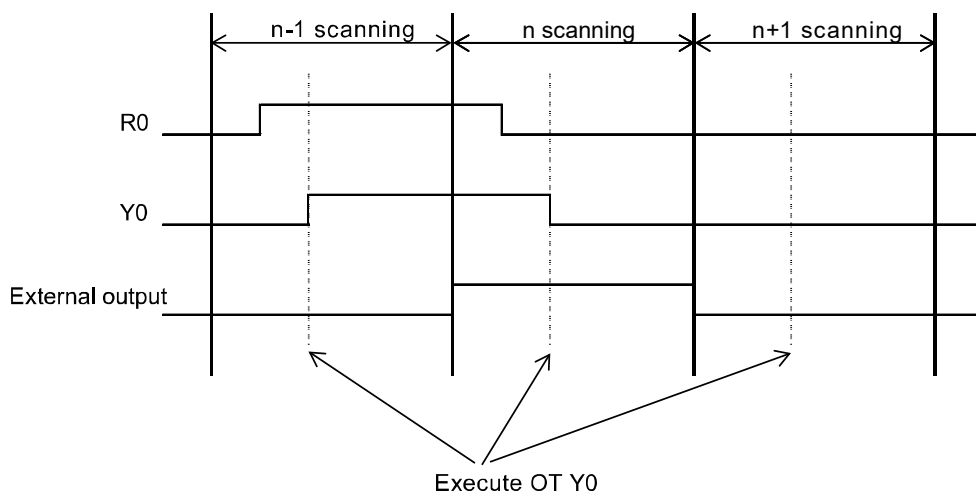 n-1 scanning
n scanning
n+1 scanning
R0
Y0
External output
Execute OT Y0